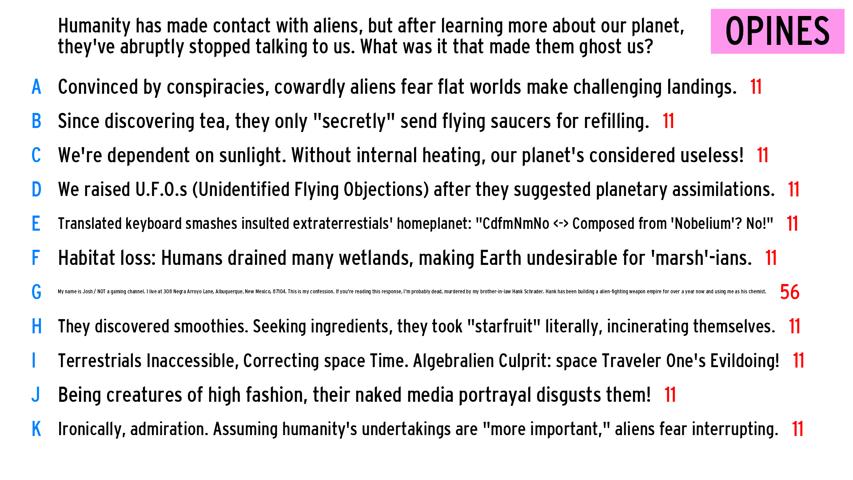 Humanity has made contact with aliens, but after learning more about our planet,
they've abruptly stopped talking to us. What was it that made them ghost us?
OPINES
A Convinced by conspiracies, cowardly aliens fear flat worlds make challenging landings. 11
B Since discovering tea, they only "secretly" send flying saucers for refilling. 11
C We're dependent on sunlight. Without internal heating, our planet's considered useless! 11
D We raised U.F.O.s (Unidentified Flying Objections) after they suggested planetary assimilations. 11
E Translated keyboard smashes insulted extraterrestials' homeplanet: "CdfmNmNo <-> Composed from 'Nobelium'? No!" 11
F Habitat loss: Humans drained many wetlands, making Earth undesirable for 'marsh'-ians. 11
G My name is Josh / NOT a gaming channel. I live at 308 Negra Arroyo Lane, Albuquerque, New Mexico, 87104. This is my confession. If you're reading this response, I'm probably dead, murdered by my brother-in-law Hank Schrader. Hank has been building a alien-fighting weapon empire for over a year now and using me as his chemist. 56
H They discovered smoothies. Seeking ingredients, they took "starfruit" literally, incinerating themselves. 11
I Terrestrials Inaccessible, Correcting space Time. Algebralien Culprit: space Traveler One's Evildoing! 11
J Being creatures of high fashion, their naked media portrayal disgusts them! 11
K Ironically, admiration. Assuming humanity's undertakings are "more important," aliens fear interrupting. 11